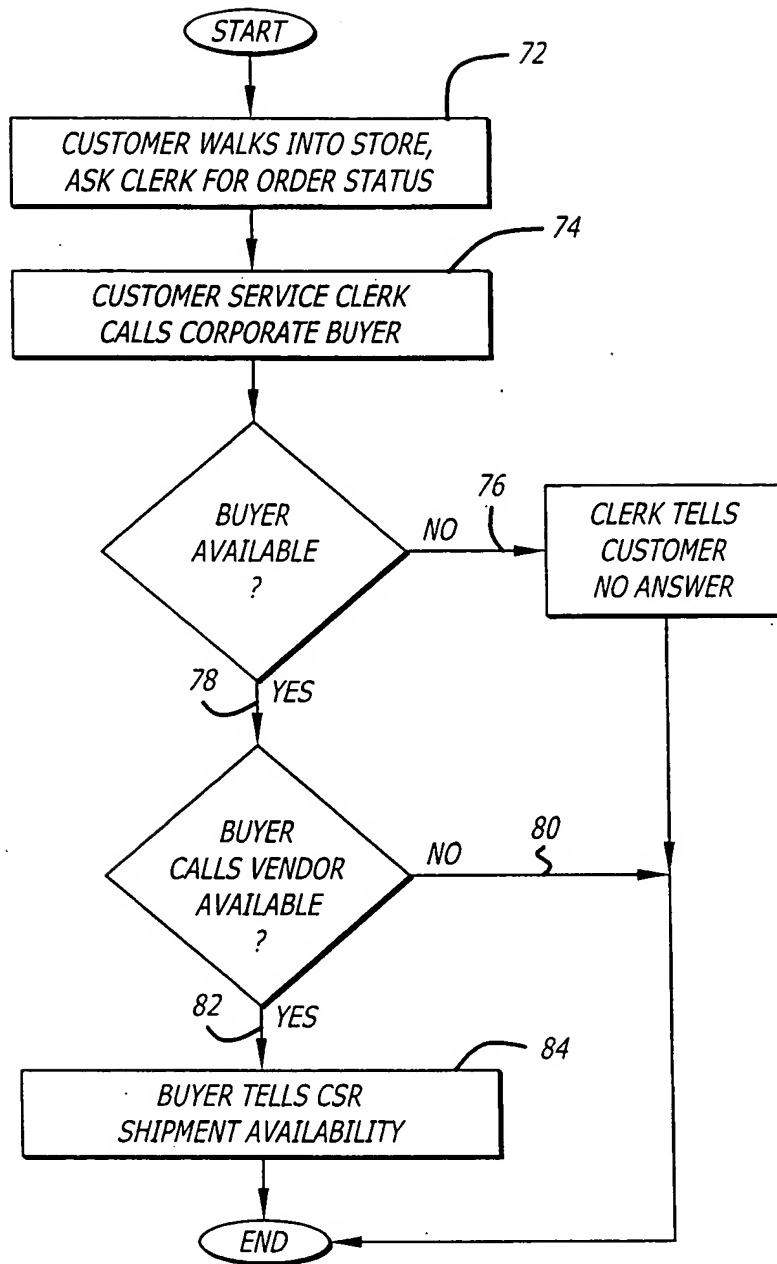 START
72
CUSTOMER WALKS INTO STORE,
ASK CLERK FOR ORDER STATUS
74
CUSTOMER SERVICE CLERK
CALLS CORPORATE BUYER
BUYER
AVAILABLE
?
NO
76
CLERK TELLS
CUSTOMER
NO ANSWER
78
YES
BUYER
CALLS VENDOR
AVAILABLE
?
NO
80
82
YES
84
BUYER TELLS CSR
SHIPMENT AVAILABILITY
END